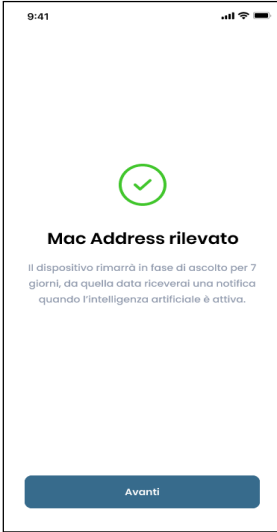 9:41
Mac Address rilevato
Il dispositivo rimarrà in fase di ascolto per 7
giorni, da quella data riceverai una notifica
quando l'intelligenza artificiale è attiva.
Avanti